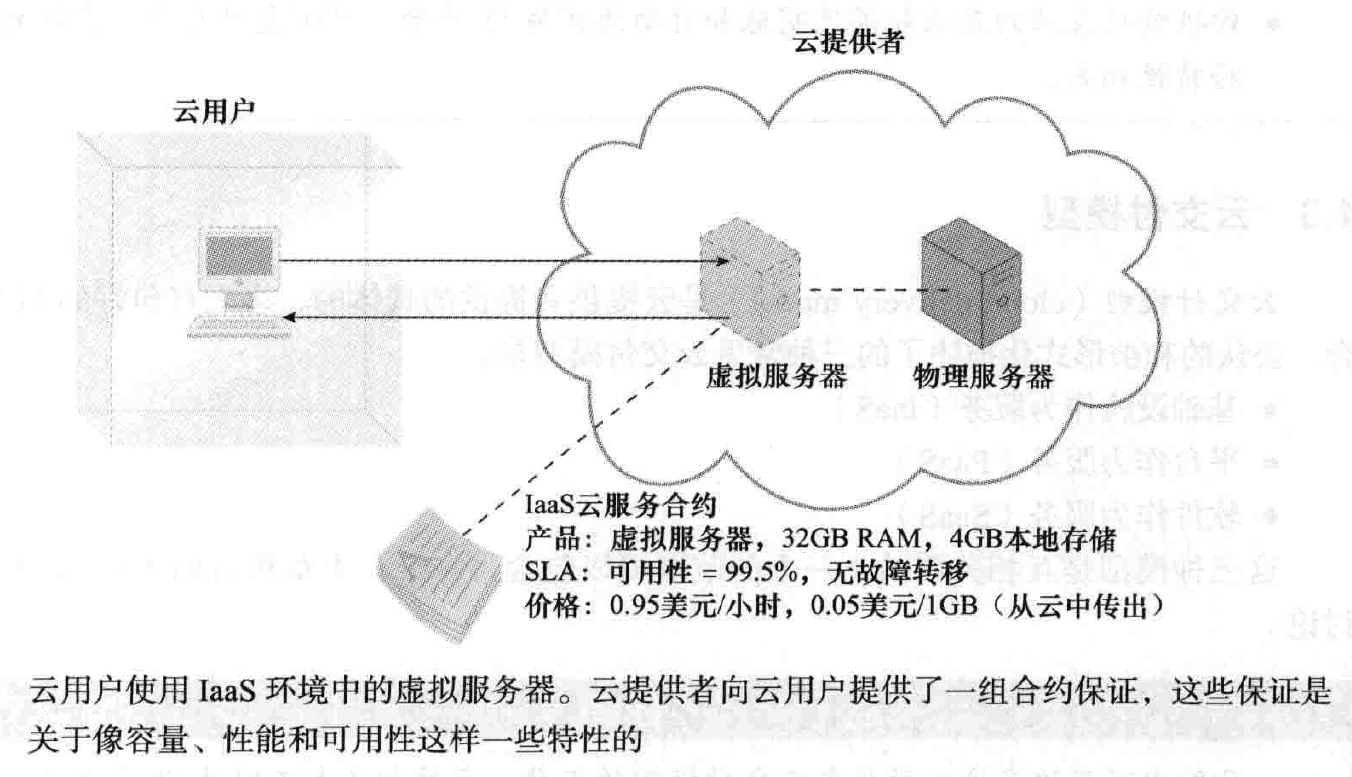 云提供者
云用户
虚拟服务器
物理服务器
IaaS云服务合约
产品：虚拟服务器，32GB RAM，4GB本地存储
SLA：可用性 = 99.5%，无故障转移
价格：0.95美元/小时，0.05美元/1GB（从云中传出）
云用户使用 IaaS 环境中的虚拟服务器。云提供者向云用户提供了一组合约保证，这些保证是
关于像容量、性能和可用性这样一些特性的